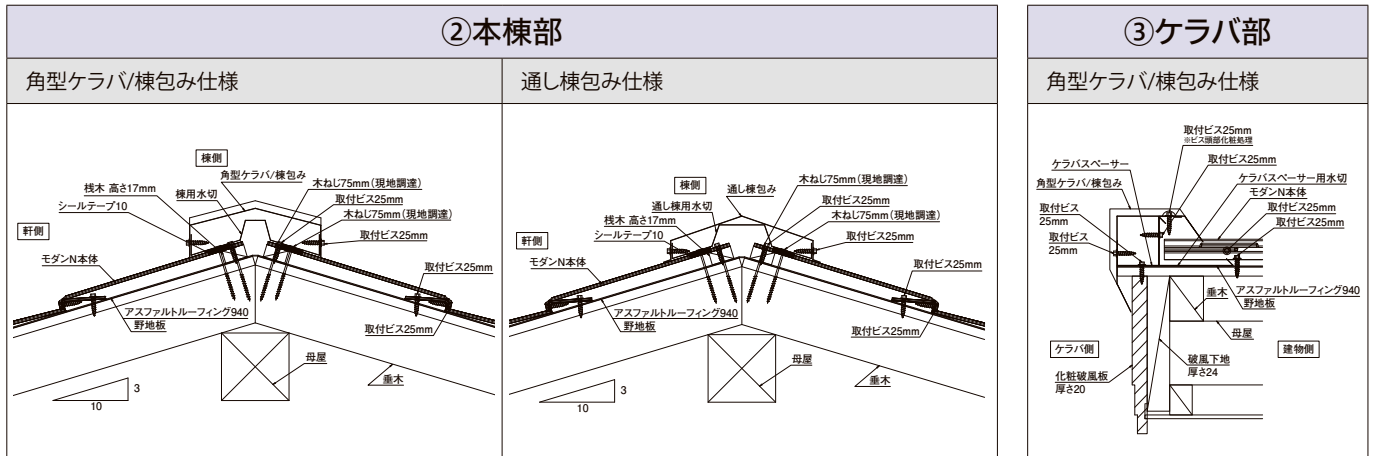 ②本棟部
角型ケラバ/棟包み仕様
棟側
角型ケラバ/棟包み
木ねじ75mm(現地調達)
桟木 高さ17mm
棟用水切
取付ビス25mm
シールテープ10
木ねじ75mm(現地調達)
軒側
取付ビス25mm
モダンN本体
取付ビス25mm
アスファルトルーフィング940
野地板
取付ビス25mm
母屋
垂木
3
10
通し棟包み仕様
棟側
通し棟包み
木ねじ75mm(現地調達)
通し棟用水切
取付ビス25mm
桟木 高さ17mm
木ねじ75mm(現地調達)
シールテープ10
軒側
取付ビス25mm
モダンN本体
取付ビス25mm
アスファルトルーフィング940
野地板
取付ビス25mm
母屋
垂木
3
10
③ケラバ部
角型ケラバ/棟包み仕様
取付ビス25mm
※ビス頭部化粧処理
ケラバスペーサー
取付ビス25mm
角型ケラバ/棟包み
ケラバスペーサー用水切
モダンN本体
取付ビス
25mm
取付ビス25mm
取付ビス25mm
取付ビス
25mm
アスファルトルーフィング940
垂木
野地板
母屋
ケラバ側
破風下地
厚さ24
建物側
化粧破風板
厚さ20